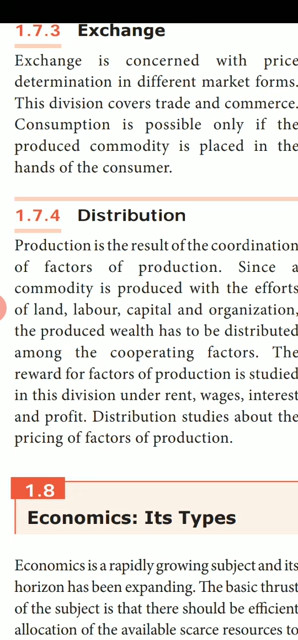 1.7.3 Exchange
Exchange is concerned with price
determination in different market forms.
This division covers trade and commerce.
Consumption is possible only if the
produced commodity is placed in the
hands of the consumer.
1.7.4 Distribution
Production is the result of the coordination
of factors of production. Since a
commodity is produced with the efforts
of land, labour, capital and organization,
the produced wealth has to be distributed
among the cooperating factors. The
reward for factors of production is studied
in this division under rent, wages, interest
and profit. Distribution studies about the
pricing of factors of production.
1.8
Economics: Its Types
Economics is a rapidly growing subject and its
horizon has been expanding. The basic thrust
of the subject is that there should be efficient
allocation of the available scarce resources to